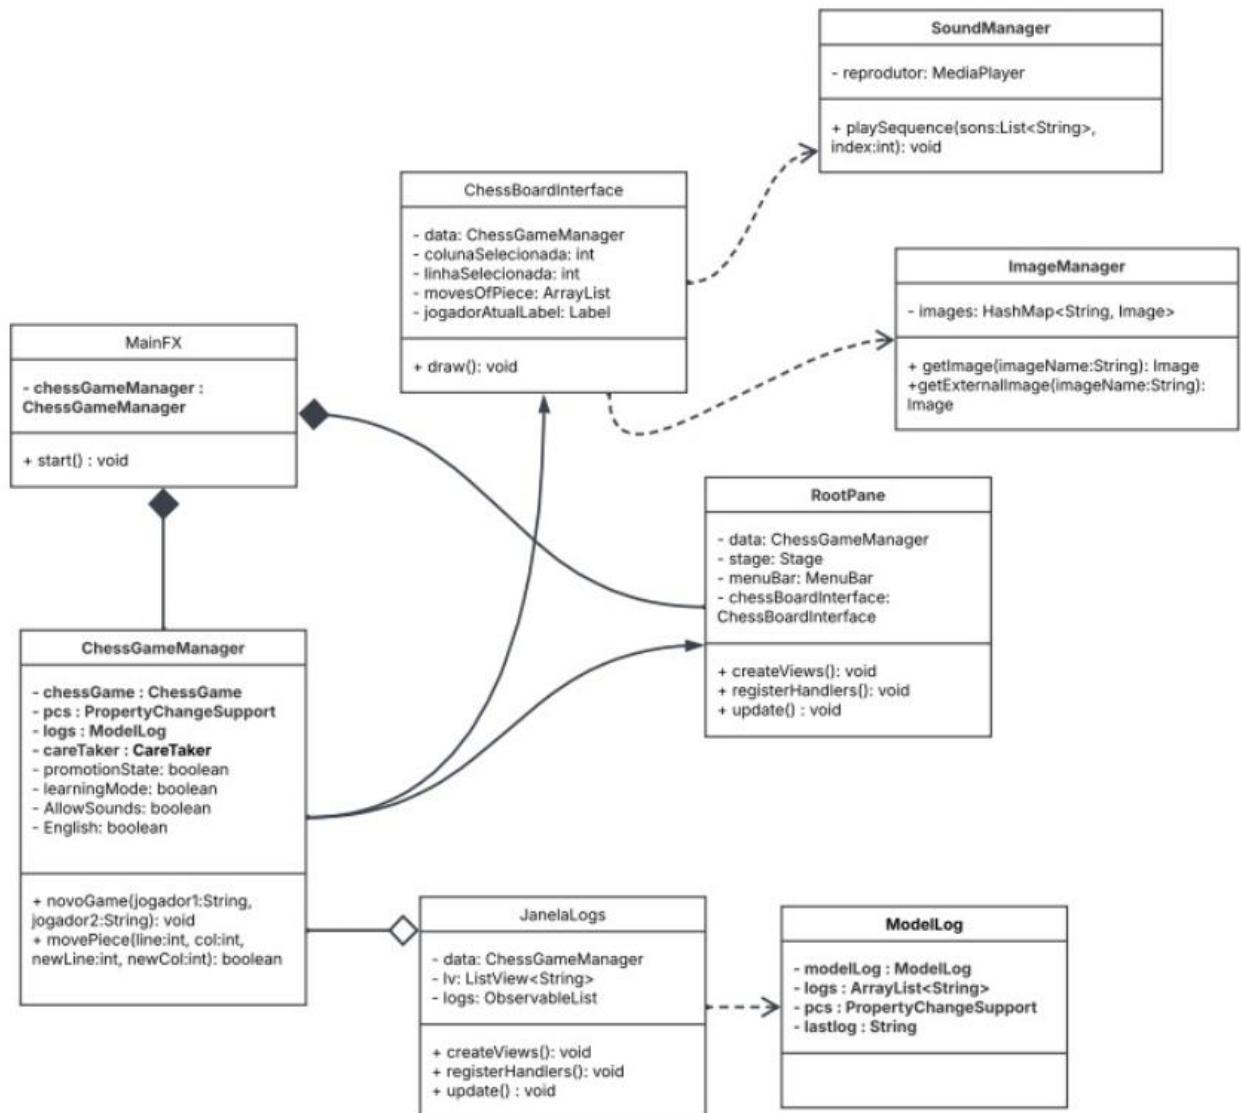 SoundManager
- reprodutor: MediaPlayer
+ playSequence(sons:List<String>,
index:int): void
ChessBoardInterface
- data: ChessGameManager
- colunaSelecionada: int
- linhaSelecionada: int
- movesOfPiece: ArrayList
- jogadorAtualLabel: Label
+ draw(): void
ImageManager
- images: HashMap<String, Image>
+ getImage(imageName:String): Image
+getExternalImage(imageName:String):
Image
MainFX
- chessGameManager :
ChessGameManager
+ start() : void
RootPane
- data: ChessGameManager
- stage: Stage
- menuBar: MenuBar
- chessBoardInterface:
ChessBoardInterface
+ createViews(): void
+ registerHandlers(): void
+ update() : void
ChessGameManager
- chessGame : ChessGame
- pcs : PropertyChangeSupport
- logs : ModelLog
- careTaker : CareTaker
- promotionState: boolean
- learningMode: boolean
- AllowSounds: boolean
- English: boolean
+ novoGame(jogador1:String,
jogador2:String): void
+ movePiece(line:int, col:int,
newLine:int, newCol:int): boolean
JanelaLogs
- data: ChessGameManager
- lv: ListView<String>
- logs: ObservableList
+ createViews(): void
+ registerHandlers(): void
+ update() : void
ModelLog
- modelLog : ModelLog
- logs : ArrayList<String>
- pcs : PropertyChangeSupport
- lastlog : String